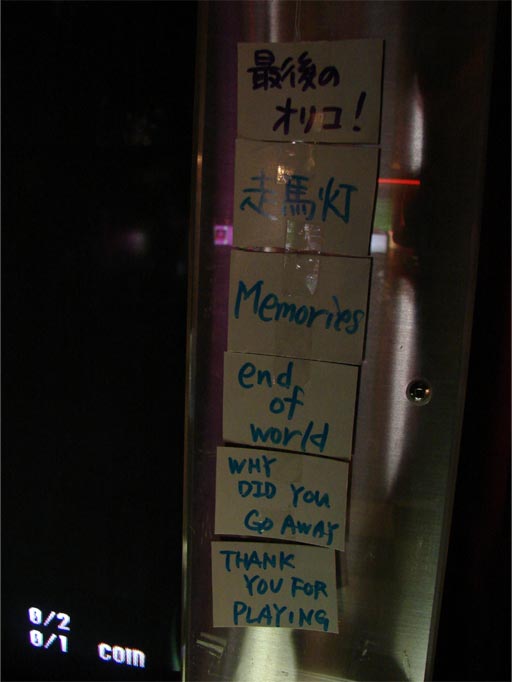 最後の
オリコ!
走馬灯
Memories
end
of
world
WHY
DID YOU
GO AWAY
THANK
YOU FOR
PLAYING
0/2
0/1 coin